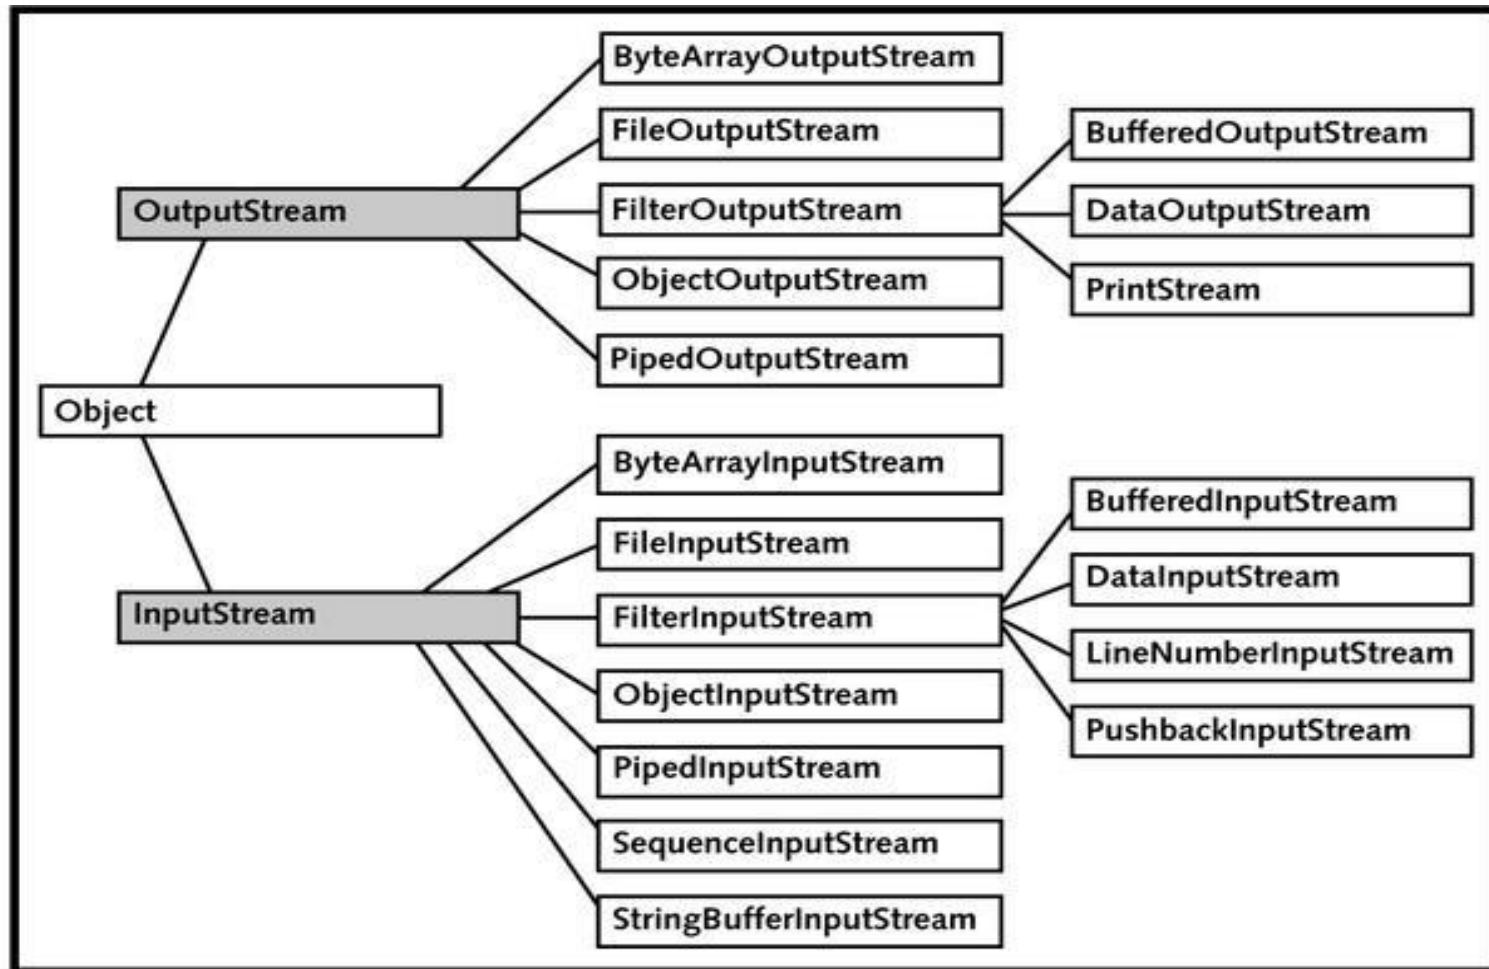 ByteArrayOutputStream
FileOutputStream
BufferedOutputStream
OutputStream
FilterOutputStream
DataOutputStream
ObjectOutputStream
PrintStream
PipedOutputStream
Object
ByteArrayInputStream
BufferedInputStream
FileInputStream
DataInputStream
InputStream
FilterInputStream
LineNumberInputStream
ObjectInputStream
PushbackInputStream
PipedInputStream
SequenceInputStream
StringBufferInputStream